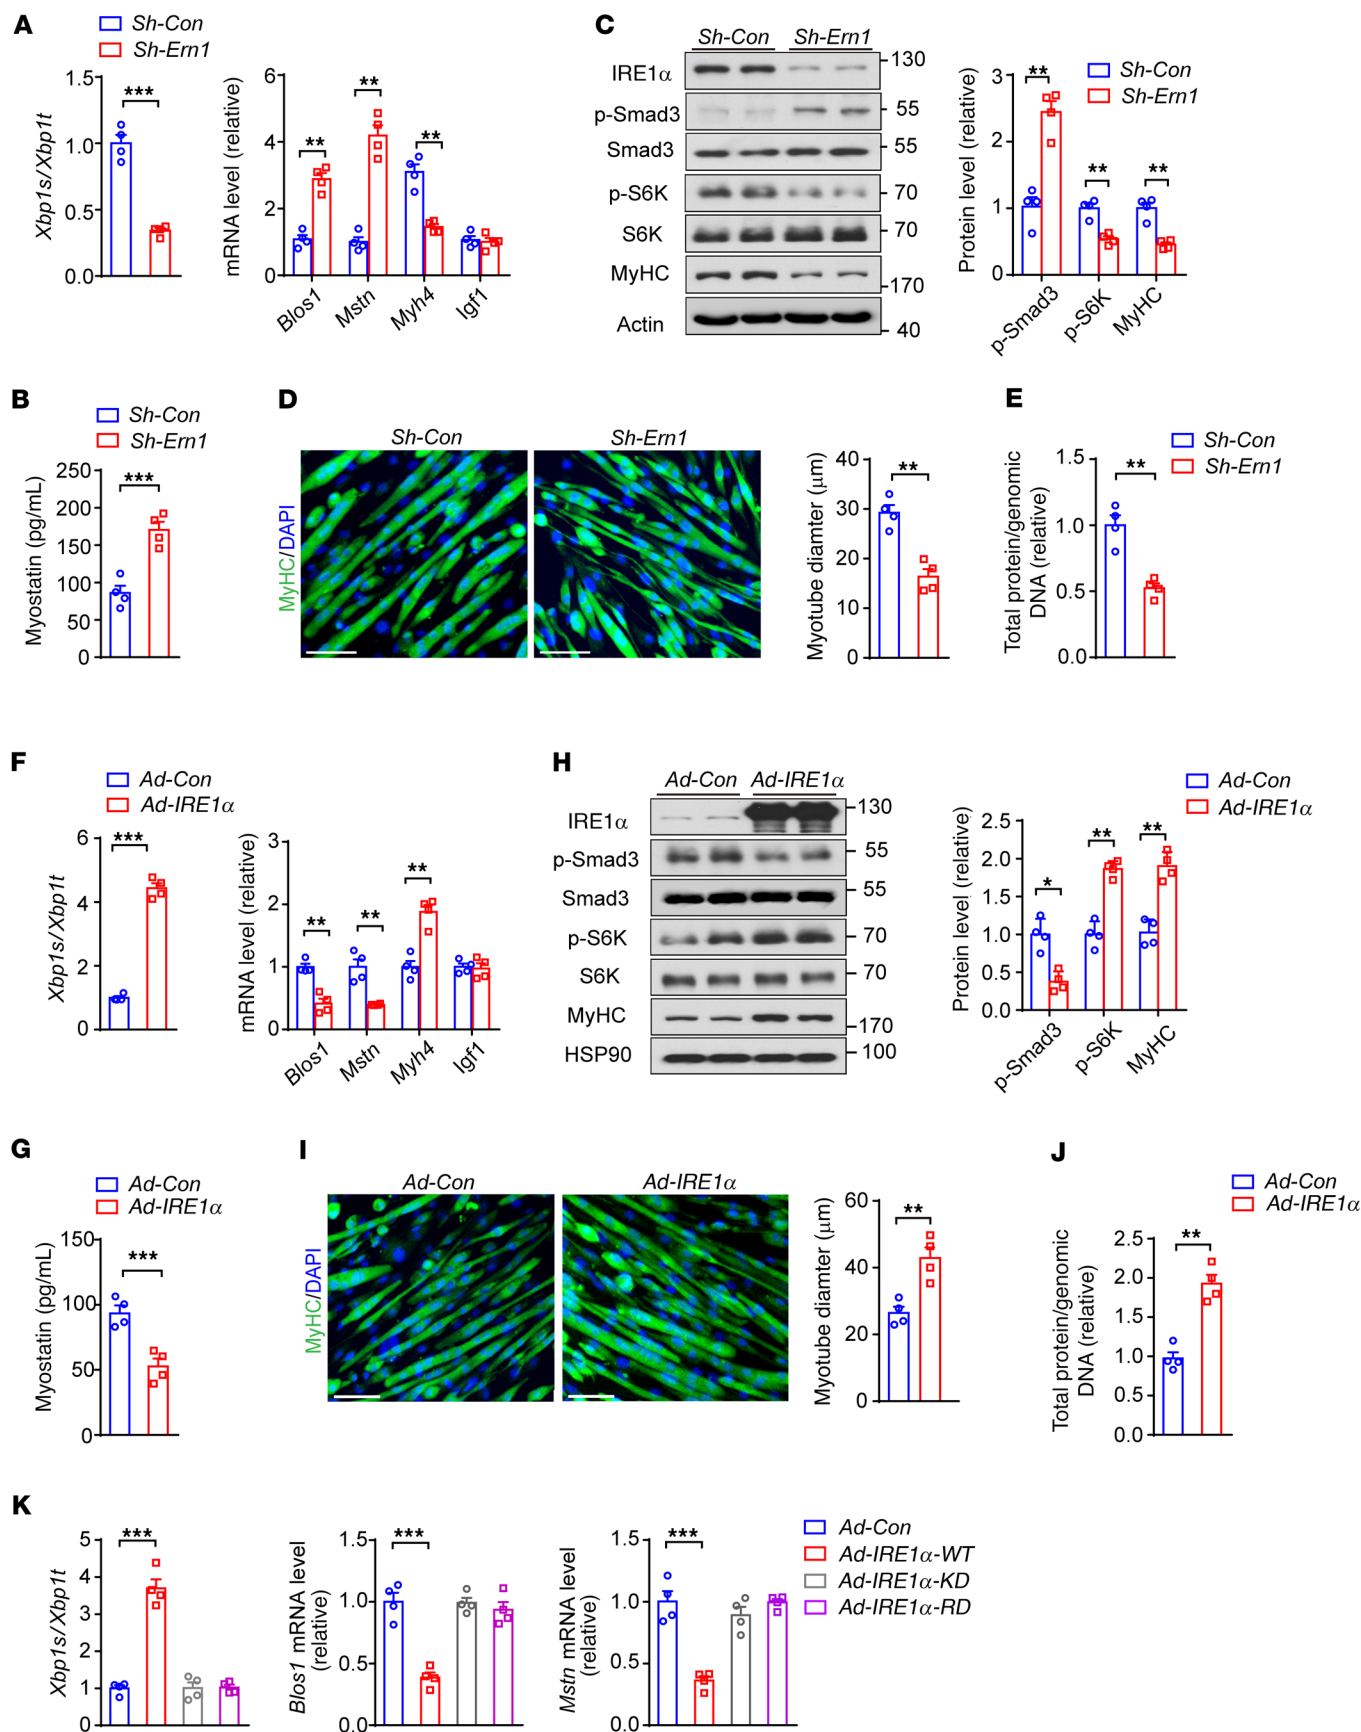 A
Sh-Con
Sh-Ern1
Xbp1s/Xbp1t
1.5
1.0
0.5
0.0
***
mRNA level (relative)
6
4
2
0
**
**
**
Blos1
Mstn
Myh4
Igf1
C
Sh-Con
Sh-Ern1
IRE1α
130
p-Smad3
55
Smad3
55
p-S6K
70
S6K
70
MyHC
170
Actin
40
Protein level (relative)
3
2
1
0
**
**
**
Sh-Con
Sh-Ern1
p-Smad3
p-S6K
MyHC
B
Sh-Con
Sh-Ern1
Myostatin (pg/mL)
250
200
150
100
50
0
***
D
Sh-Con
Sh-Ern1
MyHC/DAPI
Myotube diamter (μm)
40
30
20
10
0
**
E
Sh-Con
Sh-Ern1
Total protein/genomic
DNA (relative)
1.5
1.0
0.5
0.0
**
F
Ad-Con
Ad-IRE1α
Xbp1s/Xbp1t
6
4
2
0
***
mRNA level (relative)
3
2
1
0
**
**
**
Blos1
Mstn
Myh4
Igf1
H
Ad-Con
Ad-IRE1α
IRE1α
130
p-Smad3
55
Smad3
55
p-S6K
70
S6K
70
MyHC
170
HSP90
100
Ad-Con
Ad-IRE1α
Protein level (relative)
2.5
2.0
1.5
1.0
0.5
0.0
*
**
**
p-Smad3
p-S6K
MyHC
G
Ad-Con
Ad-IRE1α
Myostatin (pg/mL)
150
100
50
0
***
I
Ad-Con
Ad-IRE1α
MyHC/DAPI
Myotube diamter (μm)
60
40
20
0
**
J
Ad-Con
Ad-IRE1α
Total protein/genomic
DNA (relative)
2.5
2.0
1.5
1.0
0.5
0.0
**
K
Xbp1s/Xbp1t
5
4
3
2
1
0
***
Blos1 mRNA level
(relative)
1.5
1.0
0.5
0.0
***
Mstn mRNA level
(relative)
1.5
1.0
0.5
0.0
***
Ad-Con
Ad-IRE1α-WT
Ad-IRE1α-KD
Ad-IRE1α-RD